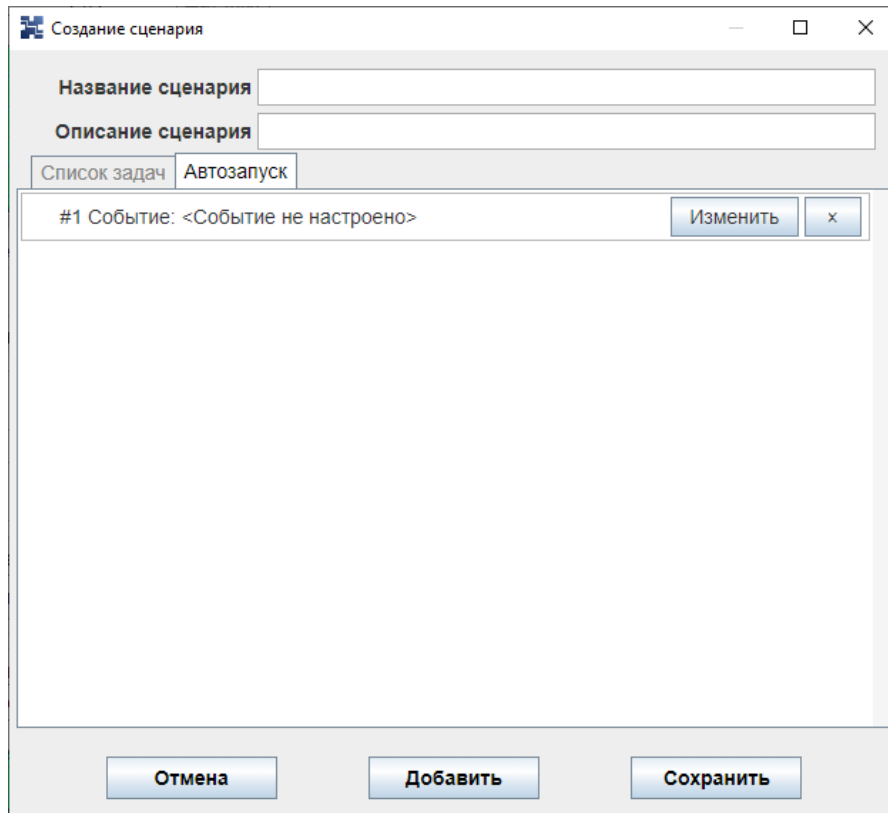 Создание сценария
Название сценария
Описание сценария
Список задач Автозапуск
#1 Событие: <Событие не настроено> Изменить x
Отмена Добавить Сохранить